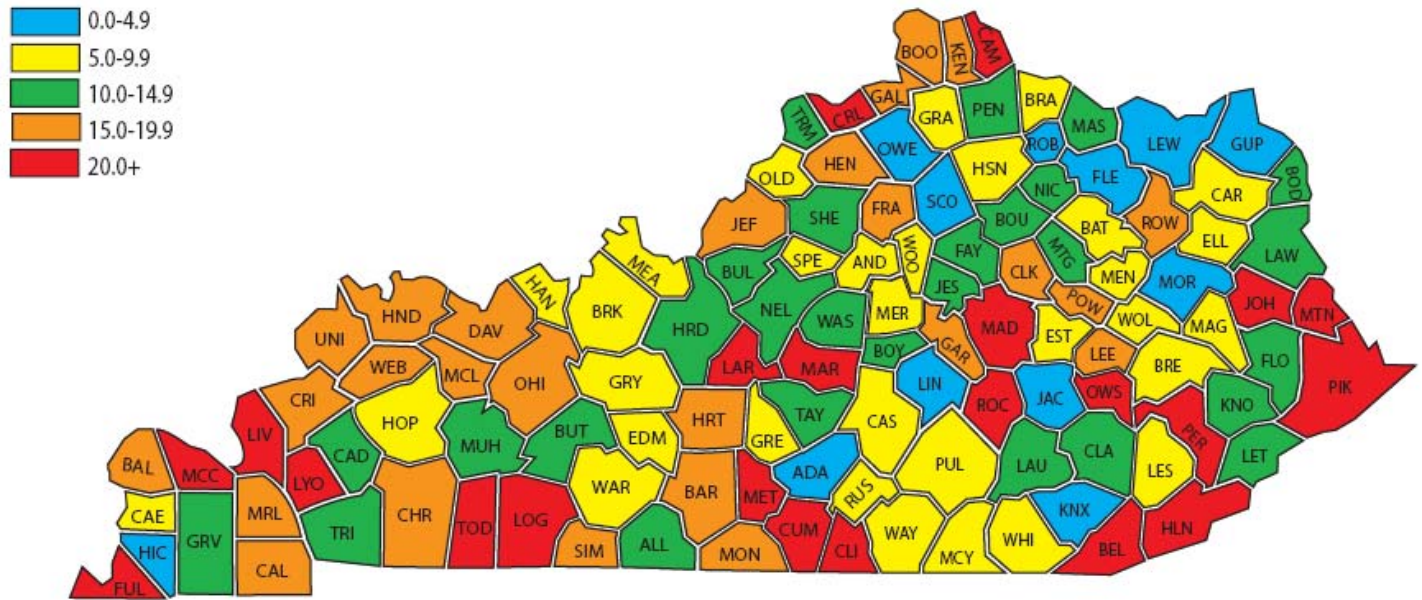 0.0-4.9
5.0-9.9
10.0-14.9
15.0-19.9
20.0+
BOO
KEN
CAM
GAL
CRL
TRM
GRA
PEN
BRA
MAS
LEW
GUP
OWE
ROB
HEN
HSN
FLE
OLD
NIC
CAR
BOD
SCO
FRA
SHE
JEF
BOU
BAT
ROW
ELL
LAW
WOO
FAY
MTG
MEA
BUL
SPE
AND
CLK
MEN
MOR
HAN
JES
POW
JOH
MTN
BRK
NEL
WAS
MER
MAD
WOL
MAG
HND
DAV
HRD
GAR
EST
UNI
BOY
LEE
BRE
FLO
WEB
MCL
OHI
GRY
LAR
MAR
LIN
JAC
OWS
PIK
CRI
ROC
KNO
HOP
HRT
TAY
CAS
LIV
MUH
BUT
EDM
GRE
PER
CAD
CLA
LET
BAL
MCC
ADA
PUL
LAU
LES
LYO
WAR
BAR
MET
RUS
CAE
MRL
CHR
TOD
LOG
KNX
TRI
CUM
WAY
WHI
HLN
HIC
GRV
SIM
ALL
MON
CLI
MCY
BEL
CAL
FUL